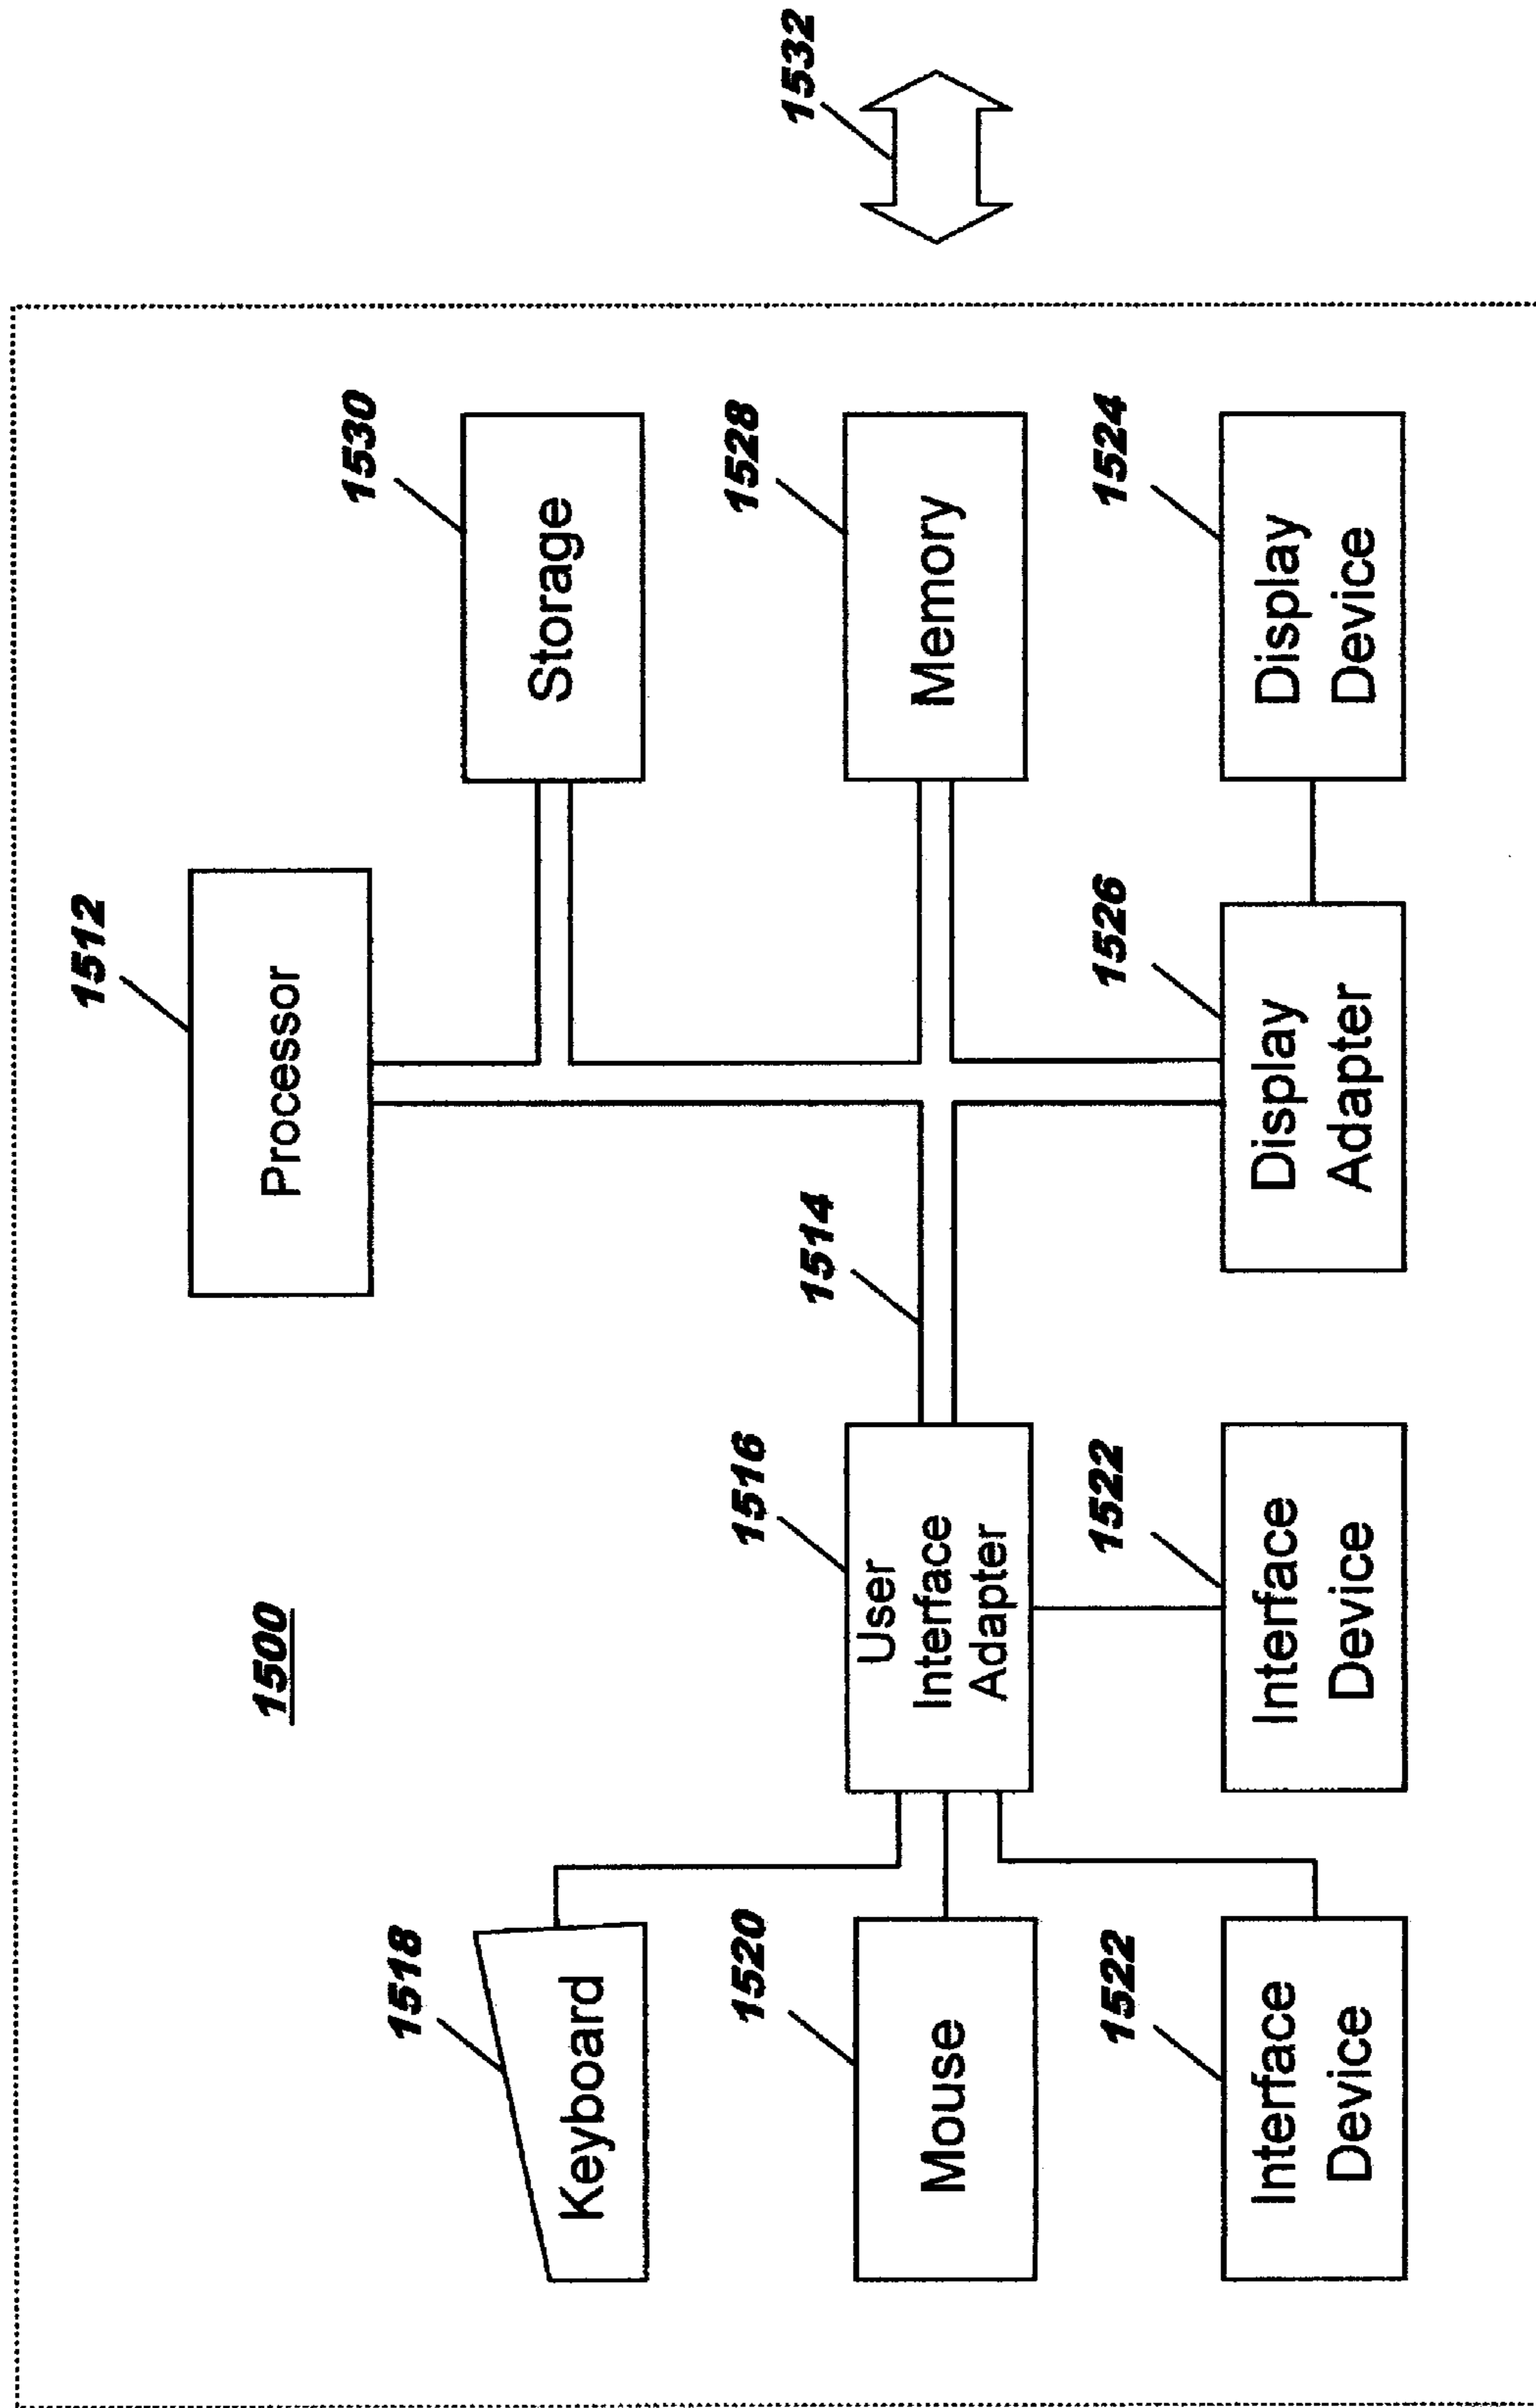 1500
1512
Processor
1530
Storage
1528
Memory
1532
1518
Keyboard
1520
Mouse
1516
User
Interface
Adapter
1514
1522
Interface
Device
1522
Interface
Device
1526
Display
Adapter
1524
Display
Device